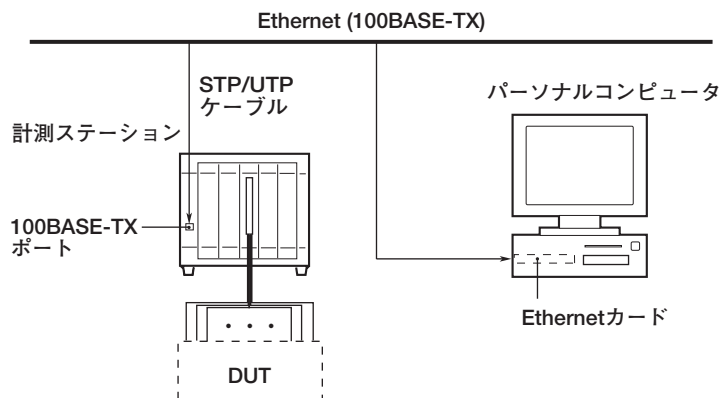 Ethernet (100BASE-TX)
STP/UTP
ケーブル
パーソナルコンピュータ
計測ステーション
100BASE-TX
ポート
Ethernetカード
DUT